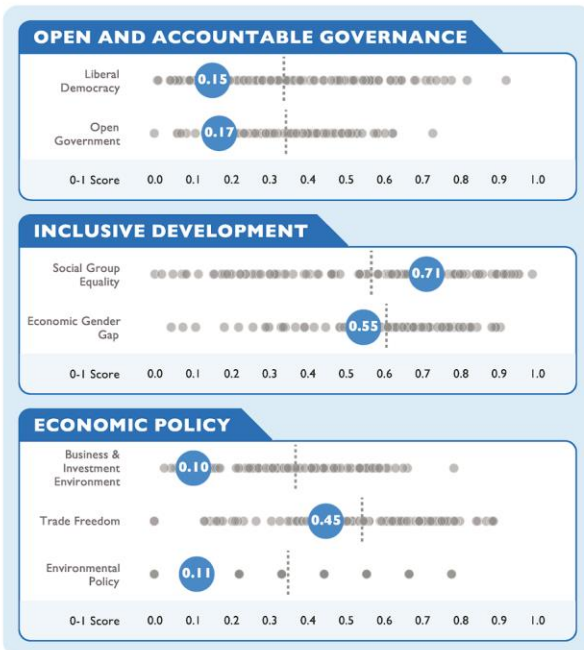 OPEN AND ACCOUNTABLE GOVERNANCE
Liberal
Democracy
0.15
Open
Government
0.17
0-1 Score 0.0 0.1 0.2 0.3 0.4 0.5 0.6 0.7 0.8 0.9 1.0
INCLUSIVE DEVELOPMENT
Social Group
Equality
0.71
Economic Gender
Gap
0.55
0-1 Score 0.0 0.1 0.2 0.3 0.4 0.5 0.6 0.7 0.8 0.9 1.0
ECONOMIC POLICY
Business &
Investment
Environment
0.10
Trade Freedom 0.45
Environmental
Policy
0.11
0-1 Score 0.0 0.1 0.2 0.3 0.4 0.5 0.6 0.7 0.8 0.9 1.0